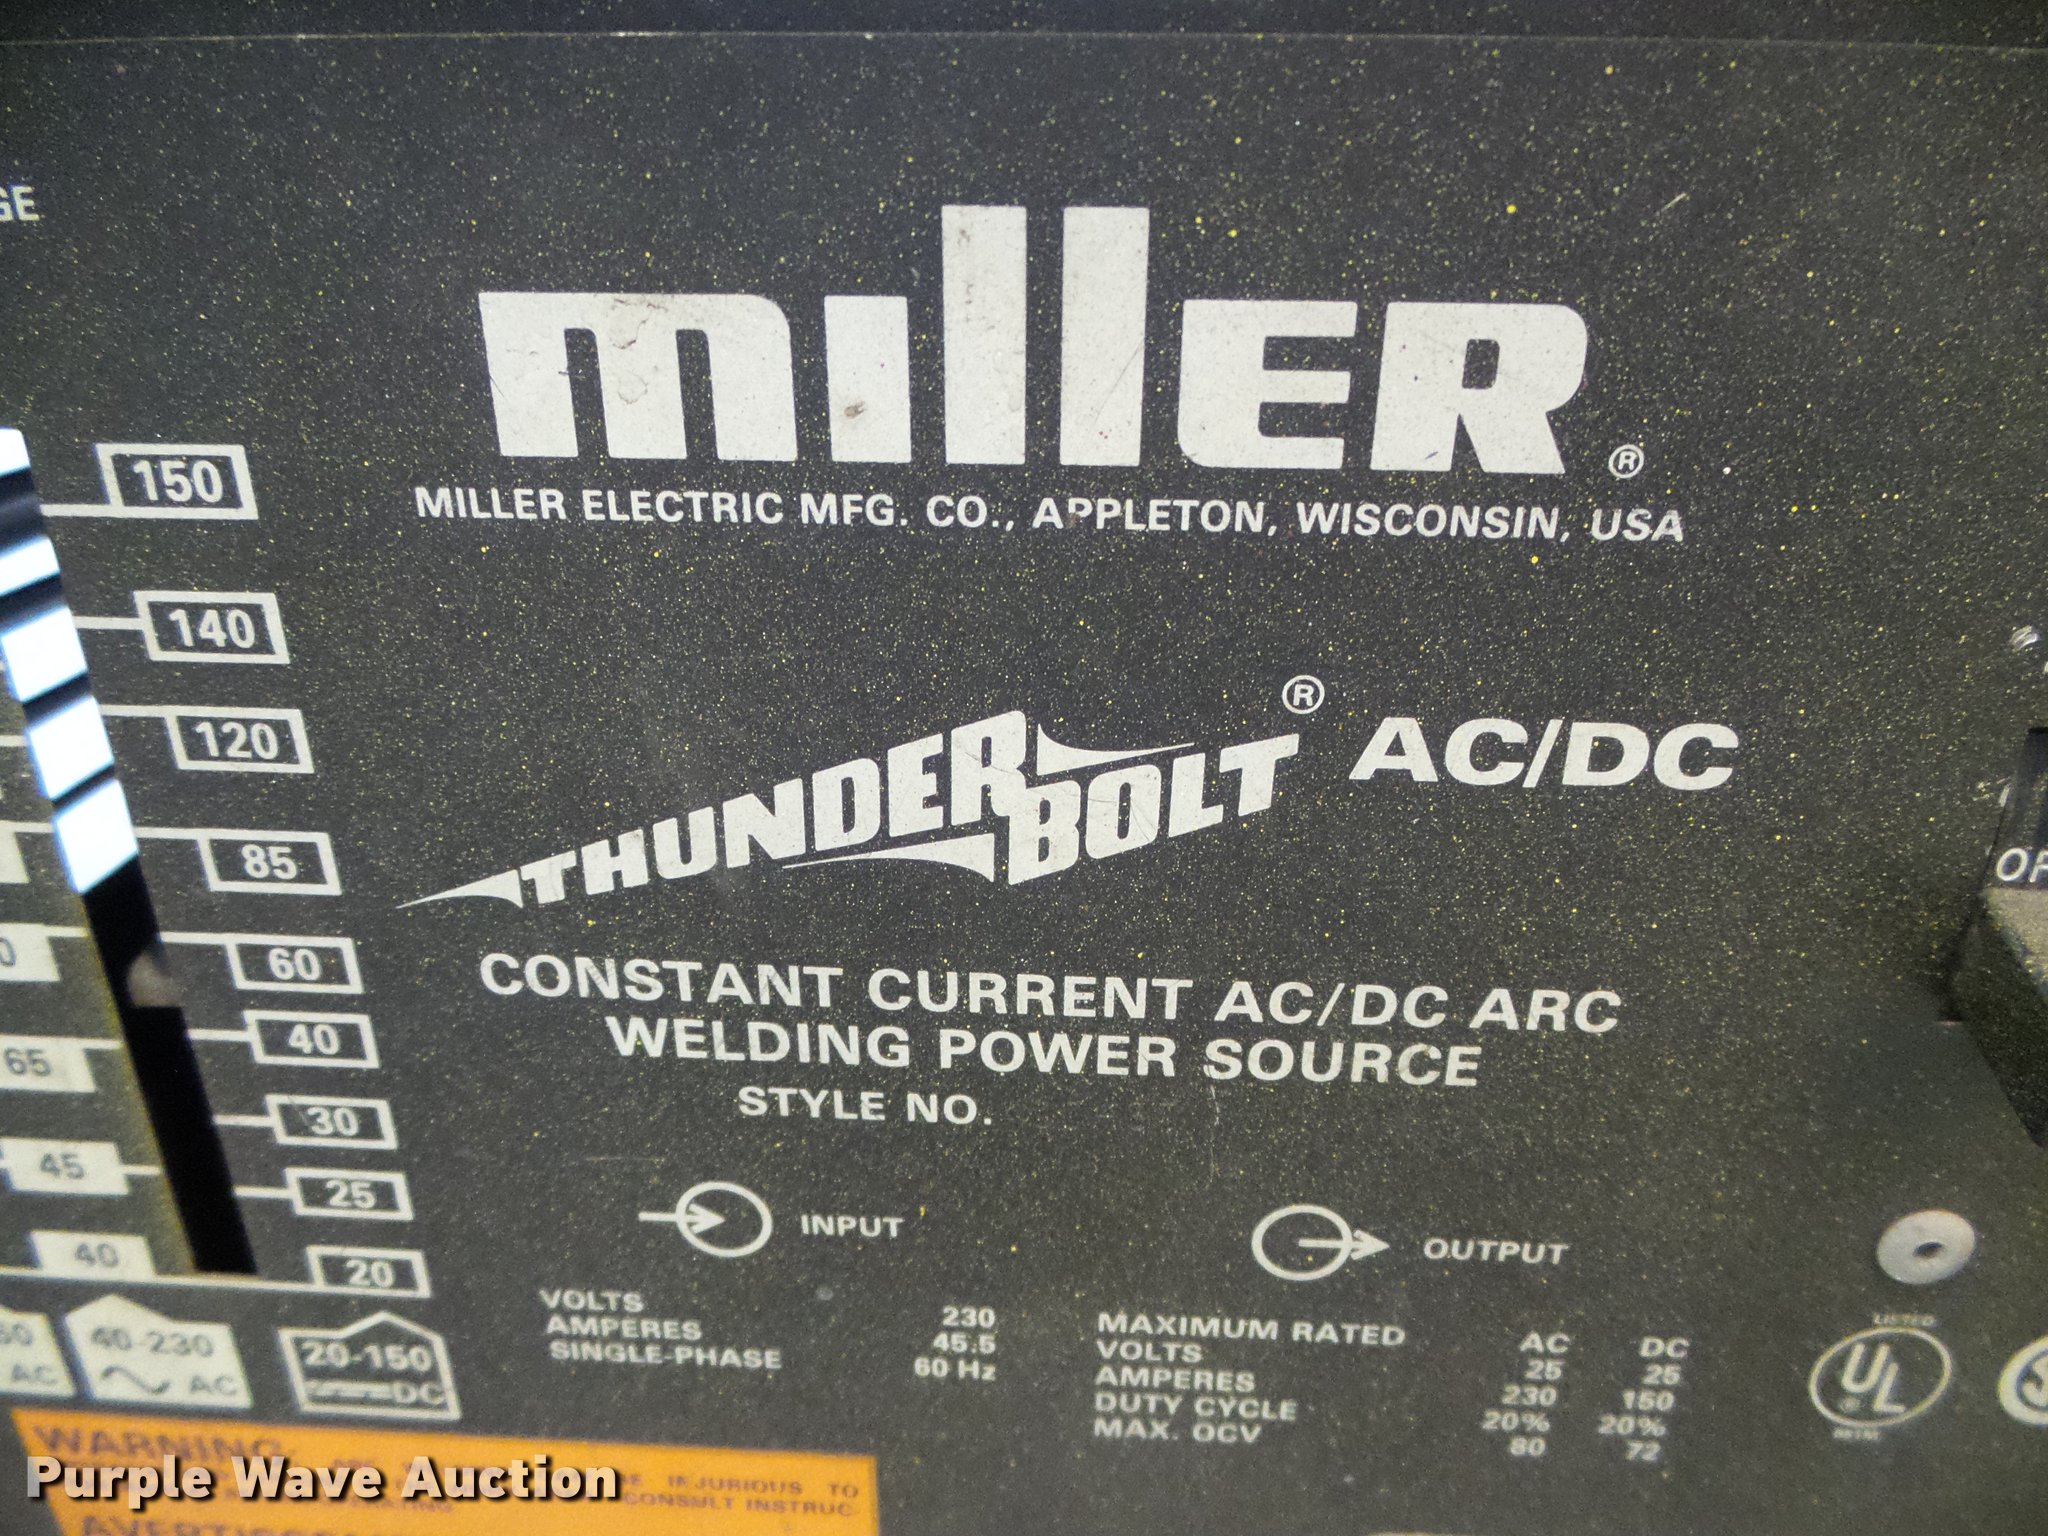 miller®
MILLER ELECTRIC MFG. CO., APPLETON, WISCONSIN, USA
THUNDERBOLT® AC/DC
CONSTANT CURRENT AC/DC ARC
WELDING POWER SOURCE
STYLE NO.
150
140
120
85
60
40
30
25
20
65
45
40
40-230
AC
AC
20-150
DC
INPUT
VOLTS 230
AMPERES 45.5
SINGLE-PHASE 60 Hz
OUTPUT
MAXIMUM RATED AC DC
VOLTS 25 25
AMPERES 230 150
DUTY CYCLE 20% 20%
MAX. OCV 80 72
LISTED
UL®
WARNING
INJURIOUS TO
CONSULT INSTRUC
Purple Wave Auction